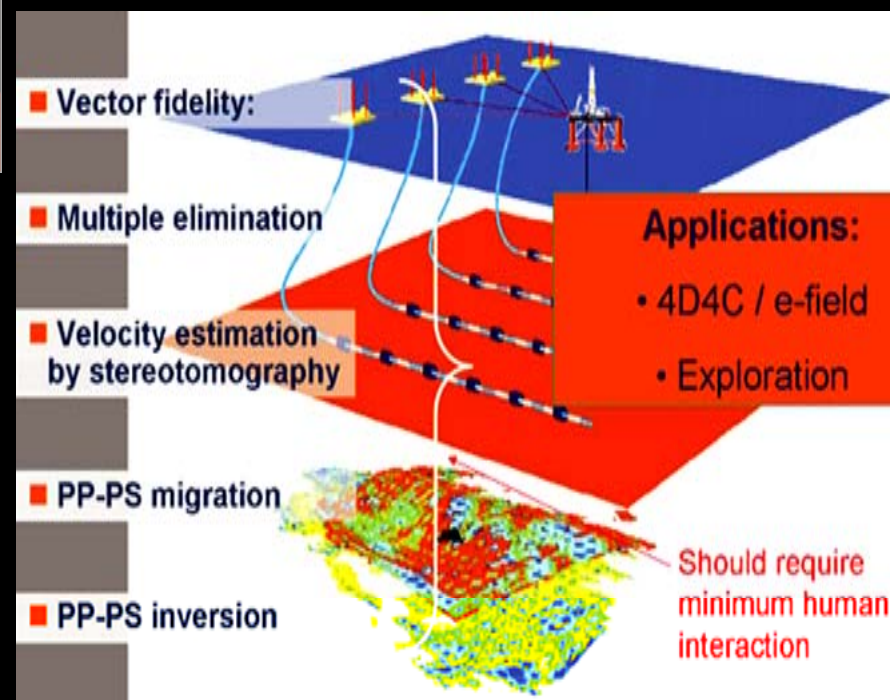 Vector fidelity:
Multiple elimination
Velocity estimation
by stereotomography
PP-PS migration
PP-PS inversion
Applications:
• 4D4C / e-field
• Exploration
Should require
minimum human
interaction